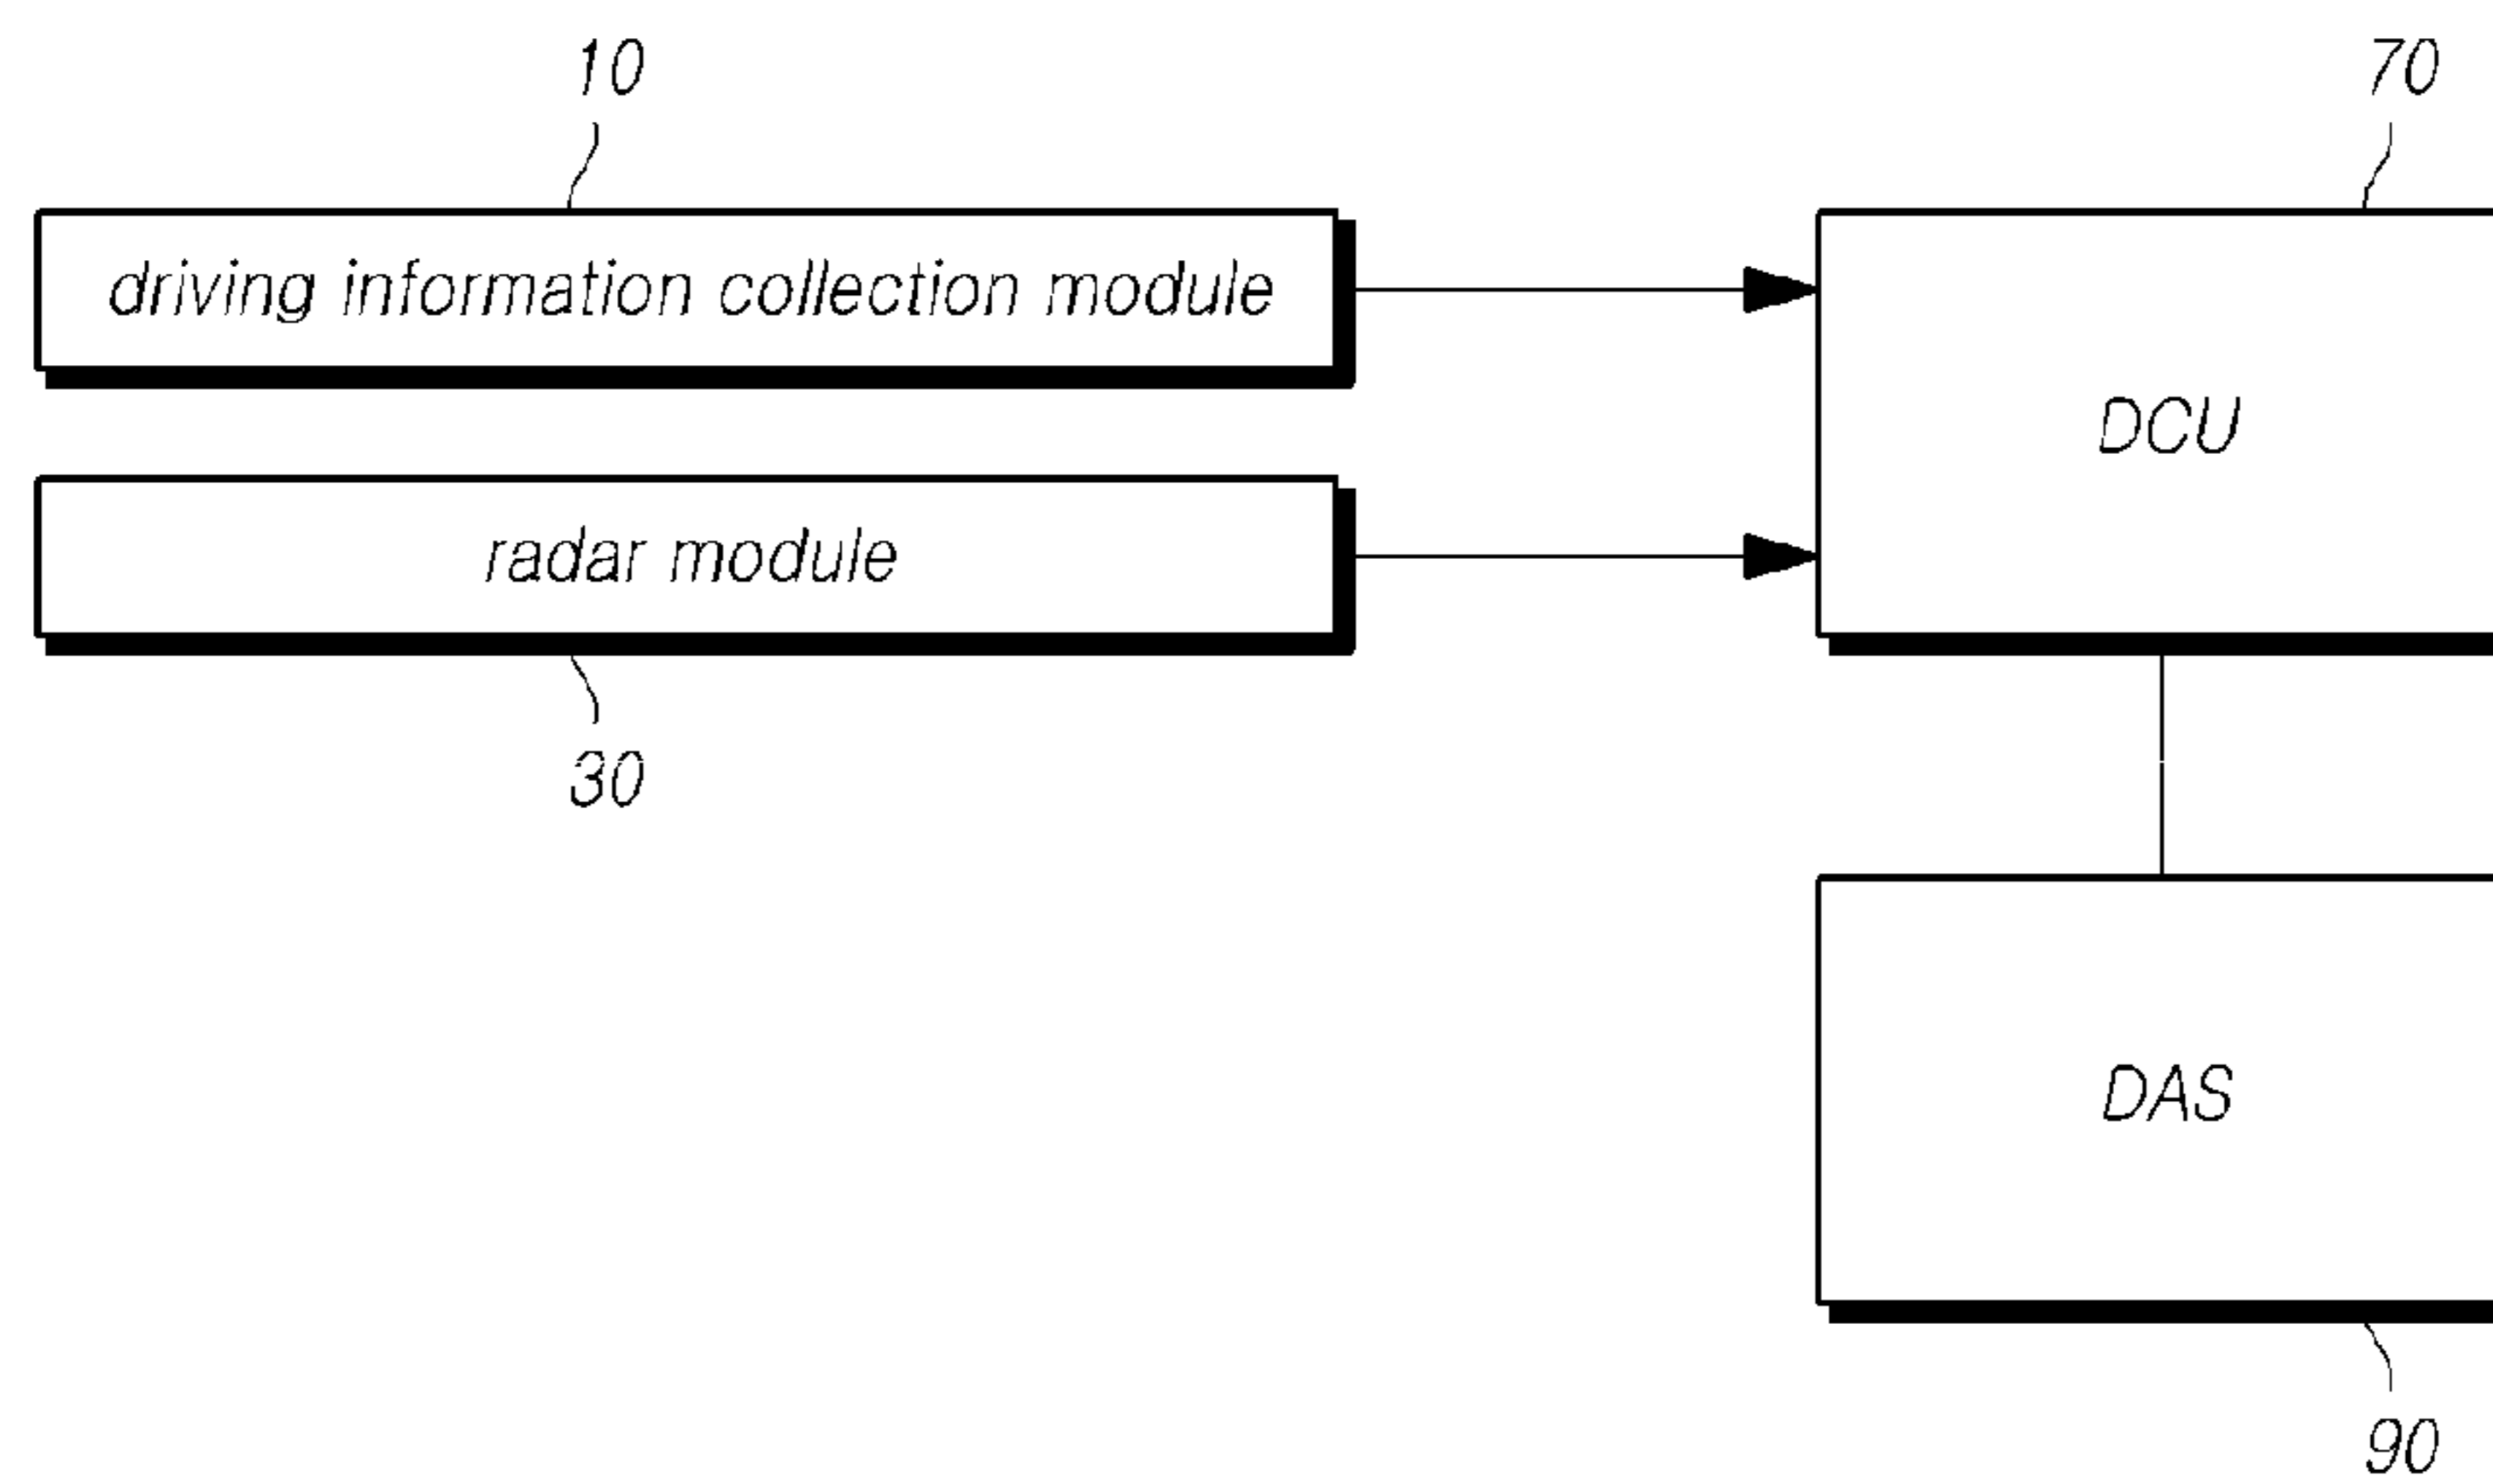 10
70
driving information collection module
DCU
radar module
30
DAS
90